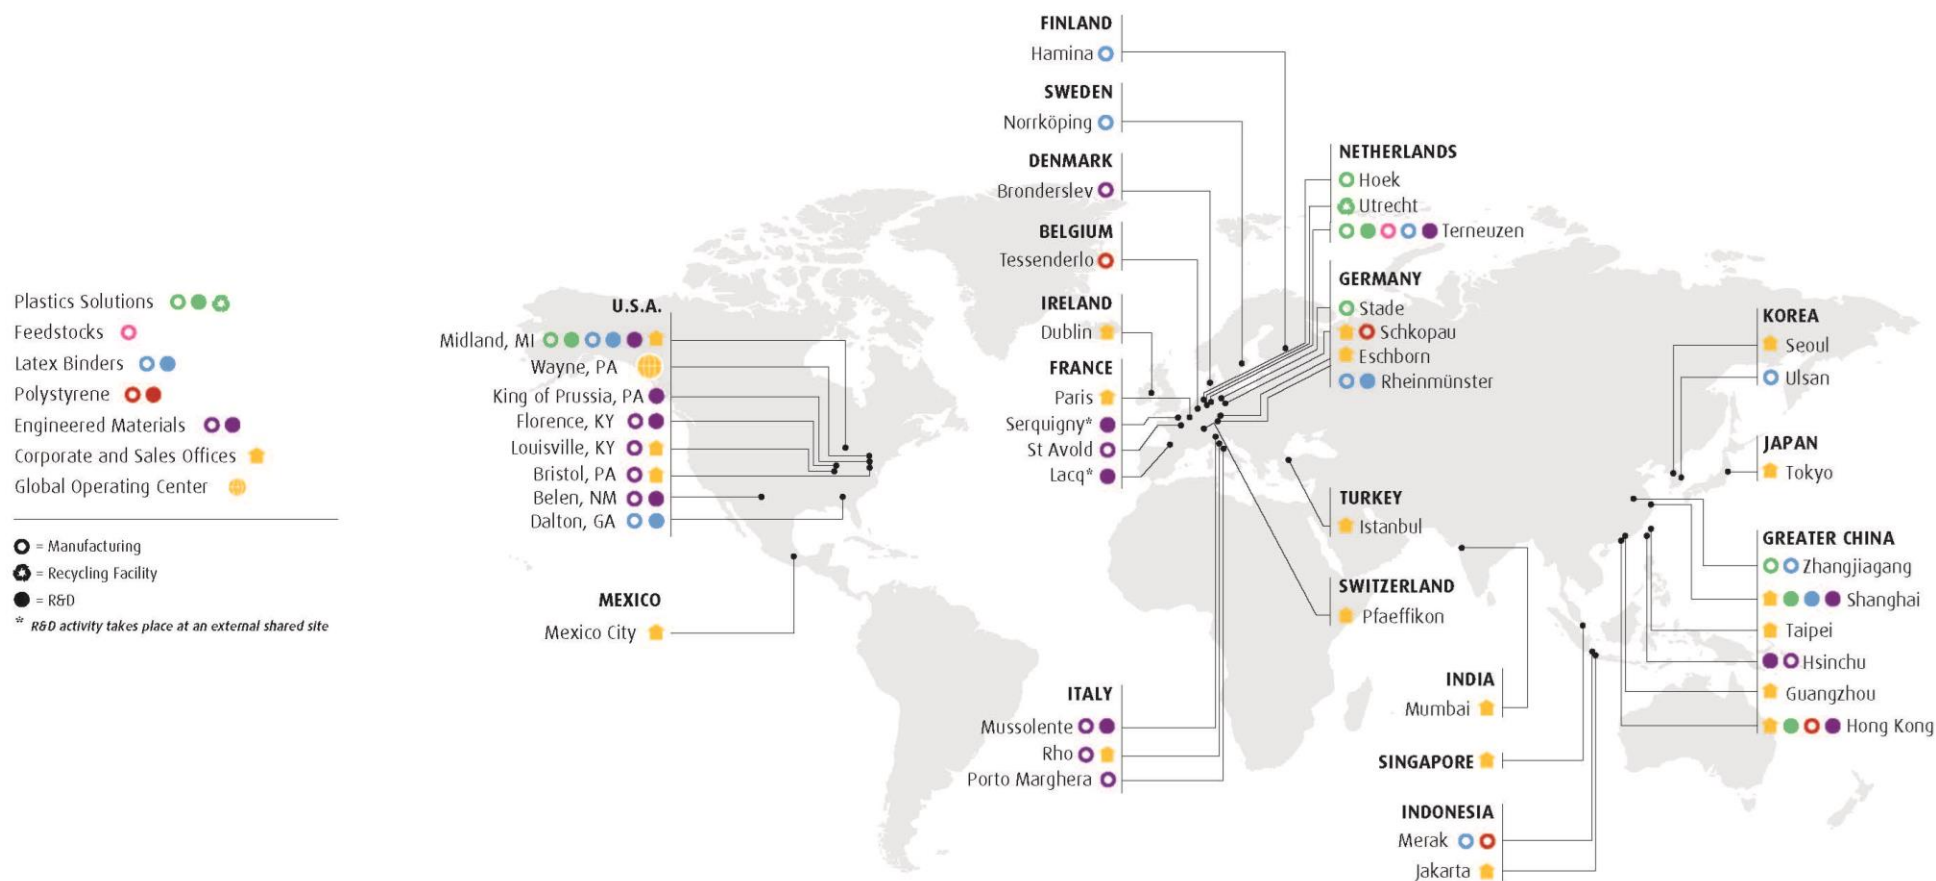 Plastics Solutions
Feedstocks
Latex Binders
Polystyrene
Engineered Materials
Corporate and Sales Offices
Global Operating Center
= Manufacturing
= Recycling Facility
= R&D
* R&D activity takes place at an external shared site
U.S.A.
Midland, MI
Wayne, PA
King of Prussia, PA
Florence, KY
Louisville, KY
Bristol, PA
Belen, NM
Dalton, GA
MEXICO
Mexico City
FINLAND
Hamina
SWEDEN
Norrköping
DENMARK
Bronderslev
BELGIUM
Tessenderlo
IRELAND
Dublin
FRANCE
Paris
Serquigny*
St Avold
Lacq*
ITALY
Mussolente
Rho
Porto Marghera
NETHERLANDS
Hoek
Utrecht
Terneuzen
GERMANY
Stade
Schkopau
Eschborn
Rheinmünster
TURKEY
Istanbul
SWITZERLAND
Pfaeffikon
INDIA
Mumbai
SINGAPORE
INDONESIA
Merak
Jakarta
KOREA
Seoul
Ulsan
JAPAN
Tokyo
GREATER CHINA
Zhangjiagang
Shanghai
Taipei
Hsinchu
Guangzhou
Hong Kong